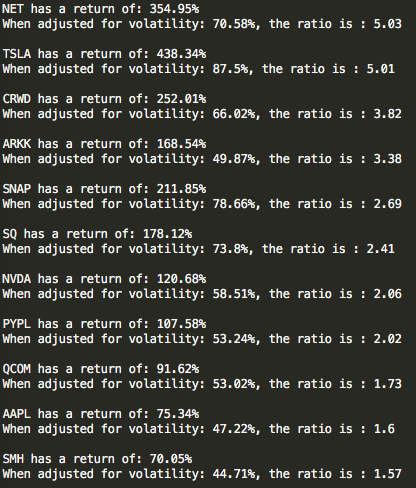 NET has a return of: 354.95%
When adjusted for volatility: 70.58%, the ratio is : 5.03
TSLA has a return of: 438.34%
When adjusted for volatility: 87.5%, the ratio is : 5.01
CRWD has a return of: 252.01%
When adjusted for volatility: 66.02%, the ratio is : 3.82
ARKK has a return of: 168.54%
When adjusted for volatility: 49.87%, the ratio is : 3.38
SNAP has a return of: 211.85%
When adjusted for volatility: 78.66%, the ratio is : 2.69
SQ has a return of: 178.12%
When adjusted for volatility: 73.8%, the ratio is : 2.41
NVDA has a return of: 120.68%
When adjusted for volatility: 58.51%, the ratio is : 2.06
PYPL has a return of: 107.58%
When adjusted for volatility: 53.24%, the ratio is : 2.02
QCOM has a return of: 91.62%
When adjusted for volatility: 53.02%, the ratio is : 1.73
AAPL has a return of: 75.34%
When adjusted for volatility: 47.22%, the ratio is : 1.6
SMH has a return of: 70.05%
When adjusted for volatility: 44.71%, the ratio is : 1.57